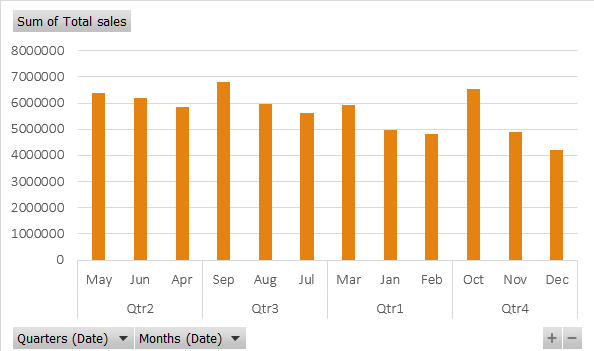 Sum of Total sales
8000000
7000000
6000000
5000000
4000000
3000000
2000000
1000000
0
May Jun Apr Sep Aug Jul Mar Jan Feb Oct Nov Dec
Qtr2 Qtr3 Qtr1 Qtr4
Quarters (Date) Months (Date) + −